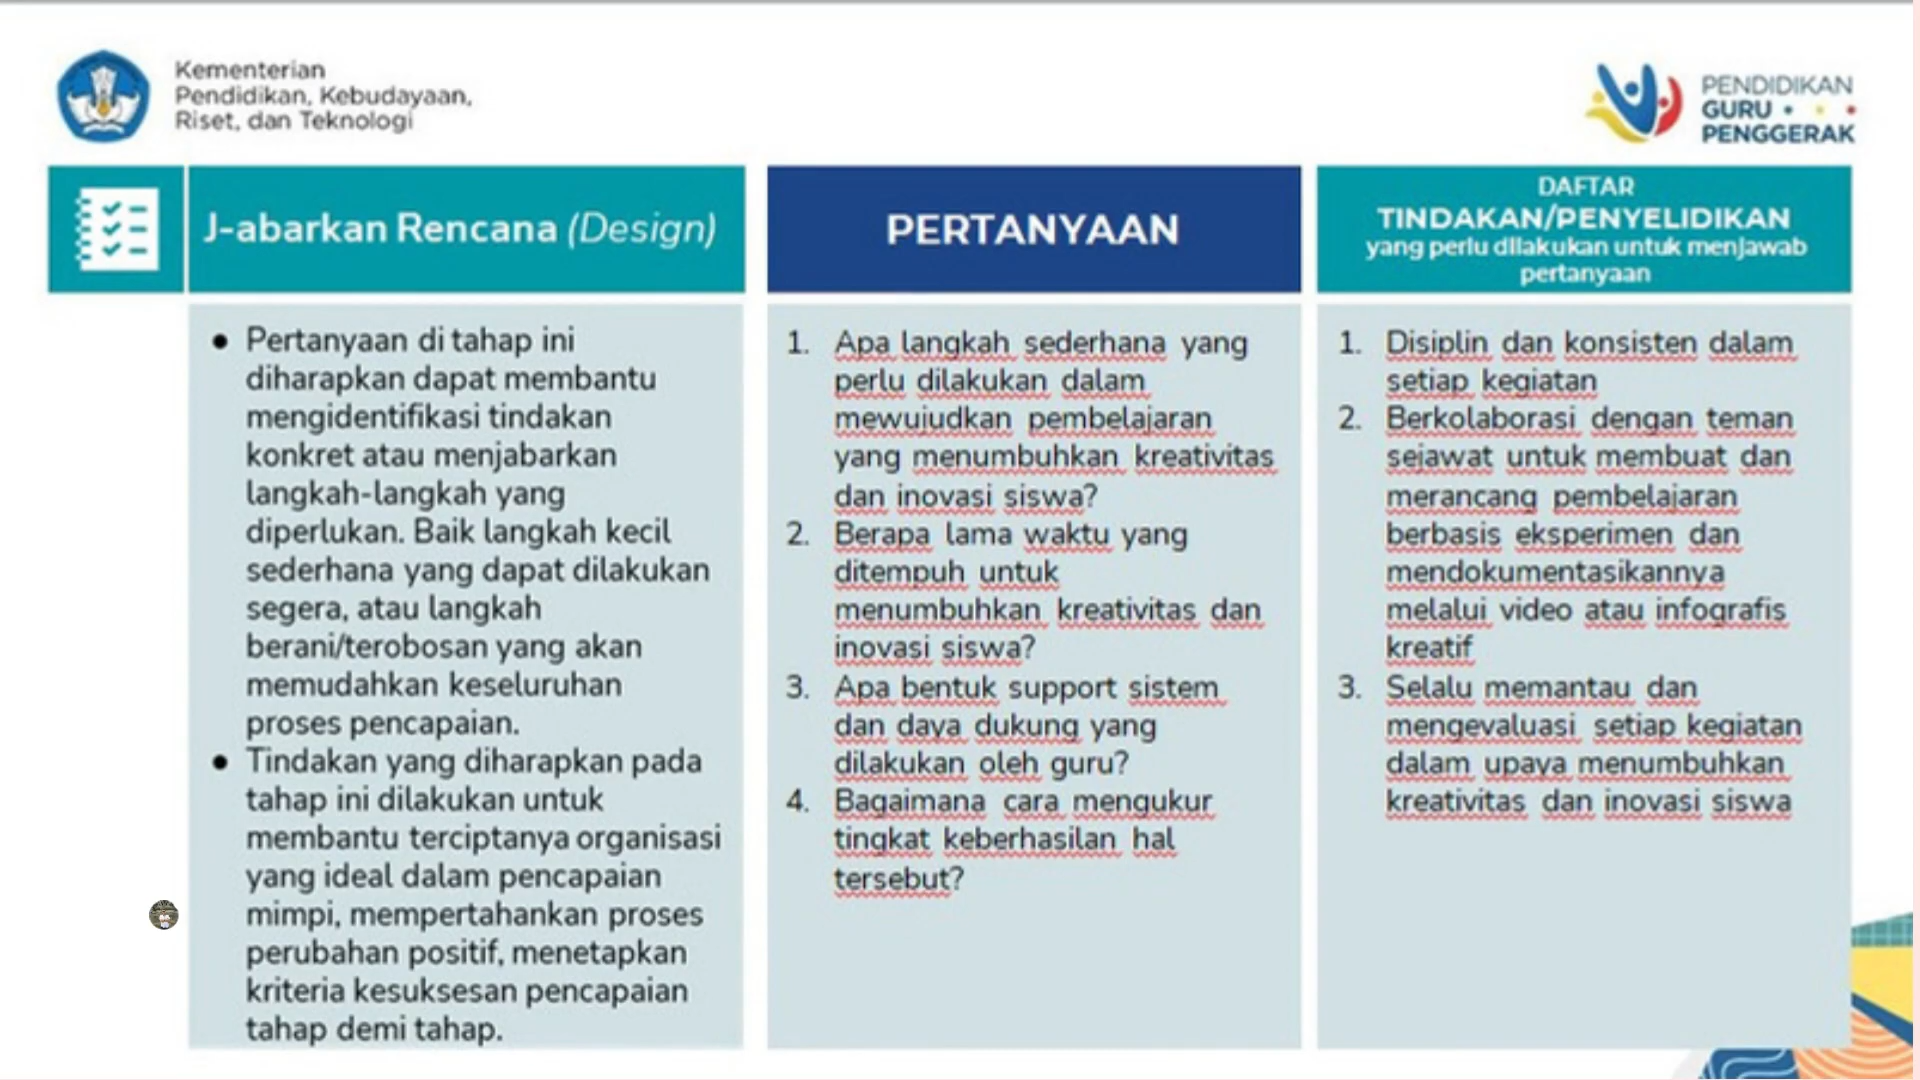 Kementerian
Pendidikan, Kebudayaan,
Riset, dan Teknologi
PENDIDIKAN
GURU
PENGGERAK
J-abarkan Rencana (Design)
● Pertanyaan di tahap ini
diharapkan dapat membantu
mengidentifikasi tindakan
konkret atau menjabarkan
langkah-langkah yang
diperlukan. Baik langkah kecil
sederhana yang dapat dilakukan
segera, atau langkah
berani/terobosan yang akan
memudahkan keseluruhan
proses pencapaian.
● Tindakan yang diharapkan pada
tahap ini dilakukan untuk
membantu terciptanya organisasi
yang ideal dalam pencapaian
mimpi, mempertahankan proses
perubahan positif, menetapkan
kriteria kesuksesan pencapaian
tahap demi tahap.
PERTANYAAN
1. Apa langkah sederhana yang
perlu dilakukan dalam
mewujudkan pembelajaran
yang menumbuhkan kreativitas
dan inovasi siswa?
2. Berapa lama waktu yang
ditempuh untuk
menumbuhkan kreativitas dan
inovasi siswa?
3. Apa bentuk support sistem
dan daya dukung yang
dilakukan oleh guru?
4. Bagaimana cara mengukur
tingkat keberhasilan hal
tersebut?
DAFTAR
TINDAKAN/PENYELIDIKAN
yang perlu dilakukan untuk menjawab
pertanyaan
1. Disiplin dan konsisten dalam
setiap kegiatan
2. Berkolaborasi dengan teman
sejawat untuk membuat dan
merancang pembelajaran
berbasis eksperimen dan
mendokumentasikannya
melalui video atau infografis
kreatif
3. Selalu memantau dan
mengevaluasi setiap kegiatan
dalam upaya menumbuhkan
kreativitas dan inovasi siswa